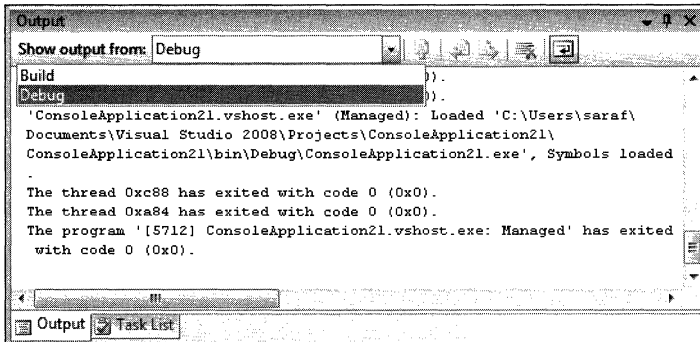 Output
Show output from: Debug
Build
Debug
).
).
'ConsoleApplication21.vshost.exe' (Managed): Loaded 'C:\Users\saraf\
Documents\Visual Studio 2008\Projects\ConsoleApplication21\
ConsoleApplication21\bin\Debug\ConsoleApplication21.exe', Symbols loaded
.
The thread 0xc88 has exited with code 0 (0x0).
The thread 0xa84 has exited with code 0 (0x0).
The program '[5712] ConsoleApplication21.vshost.exe: Managed' has exited
with code 0 (0x0).
Output Task List